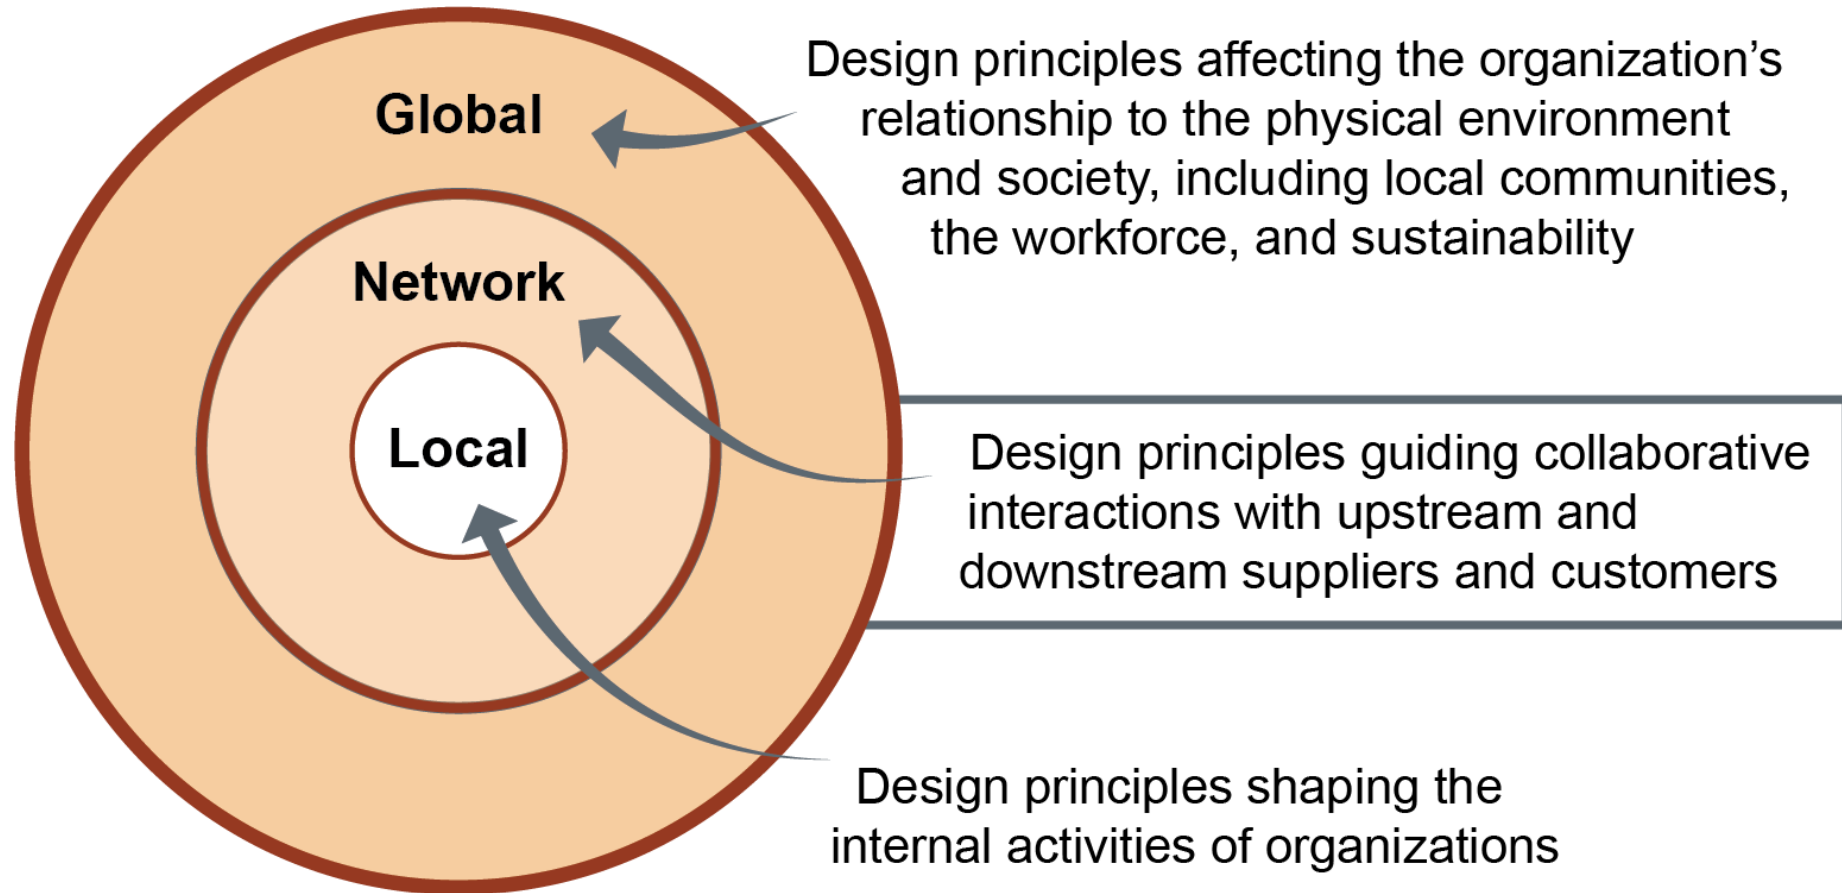 Global
Design principles affecting the organization’s
relationship to the physical environment
and society, including local communities,
the workforce, and sustainability
Network
Design principles guiding collaborative
interactions with upstream and
downstream suppliers and customers
Local
Design principles shaping the
internal activities of organizations